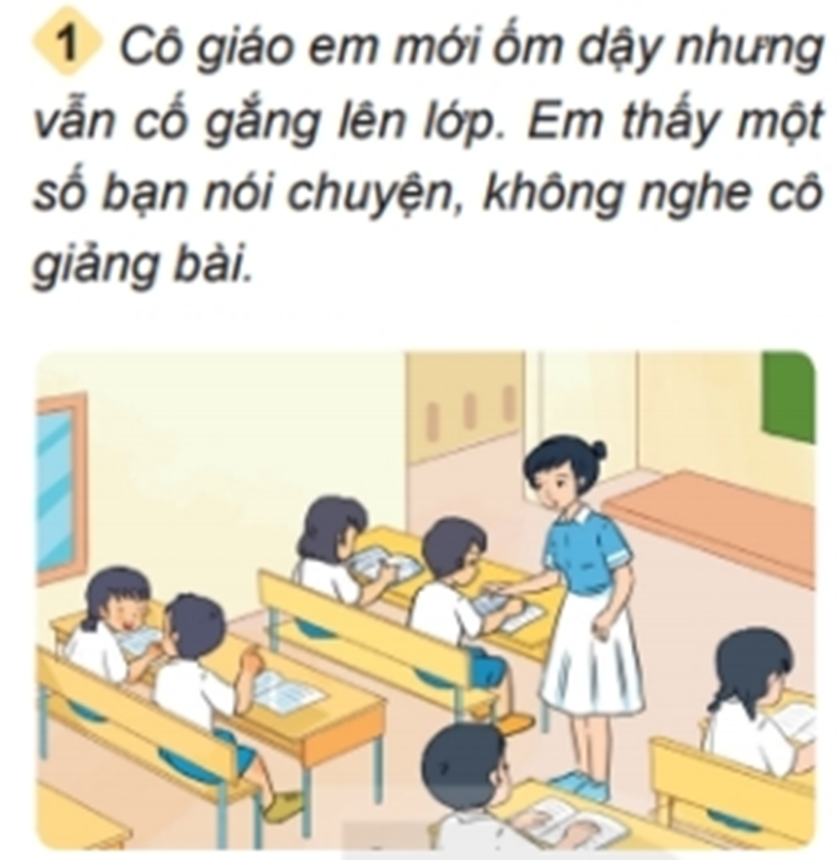 1 Cô giáo em mới ốm dậy nhưng
vẫn cố gắng lên lớp. Em thấy một
số bạn nói chuyện, không nghe cô
giảng bài.